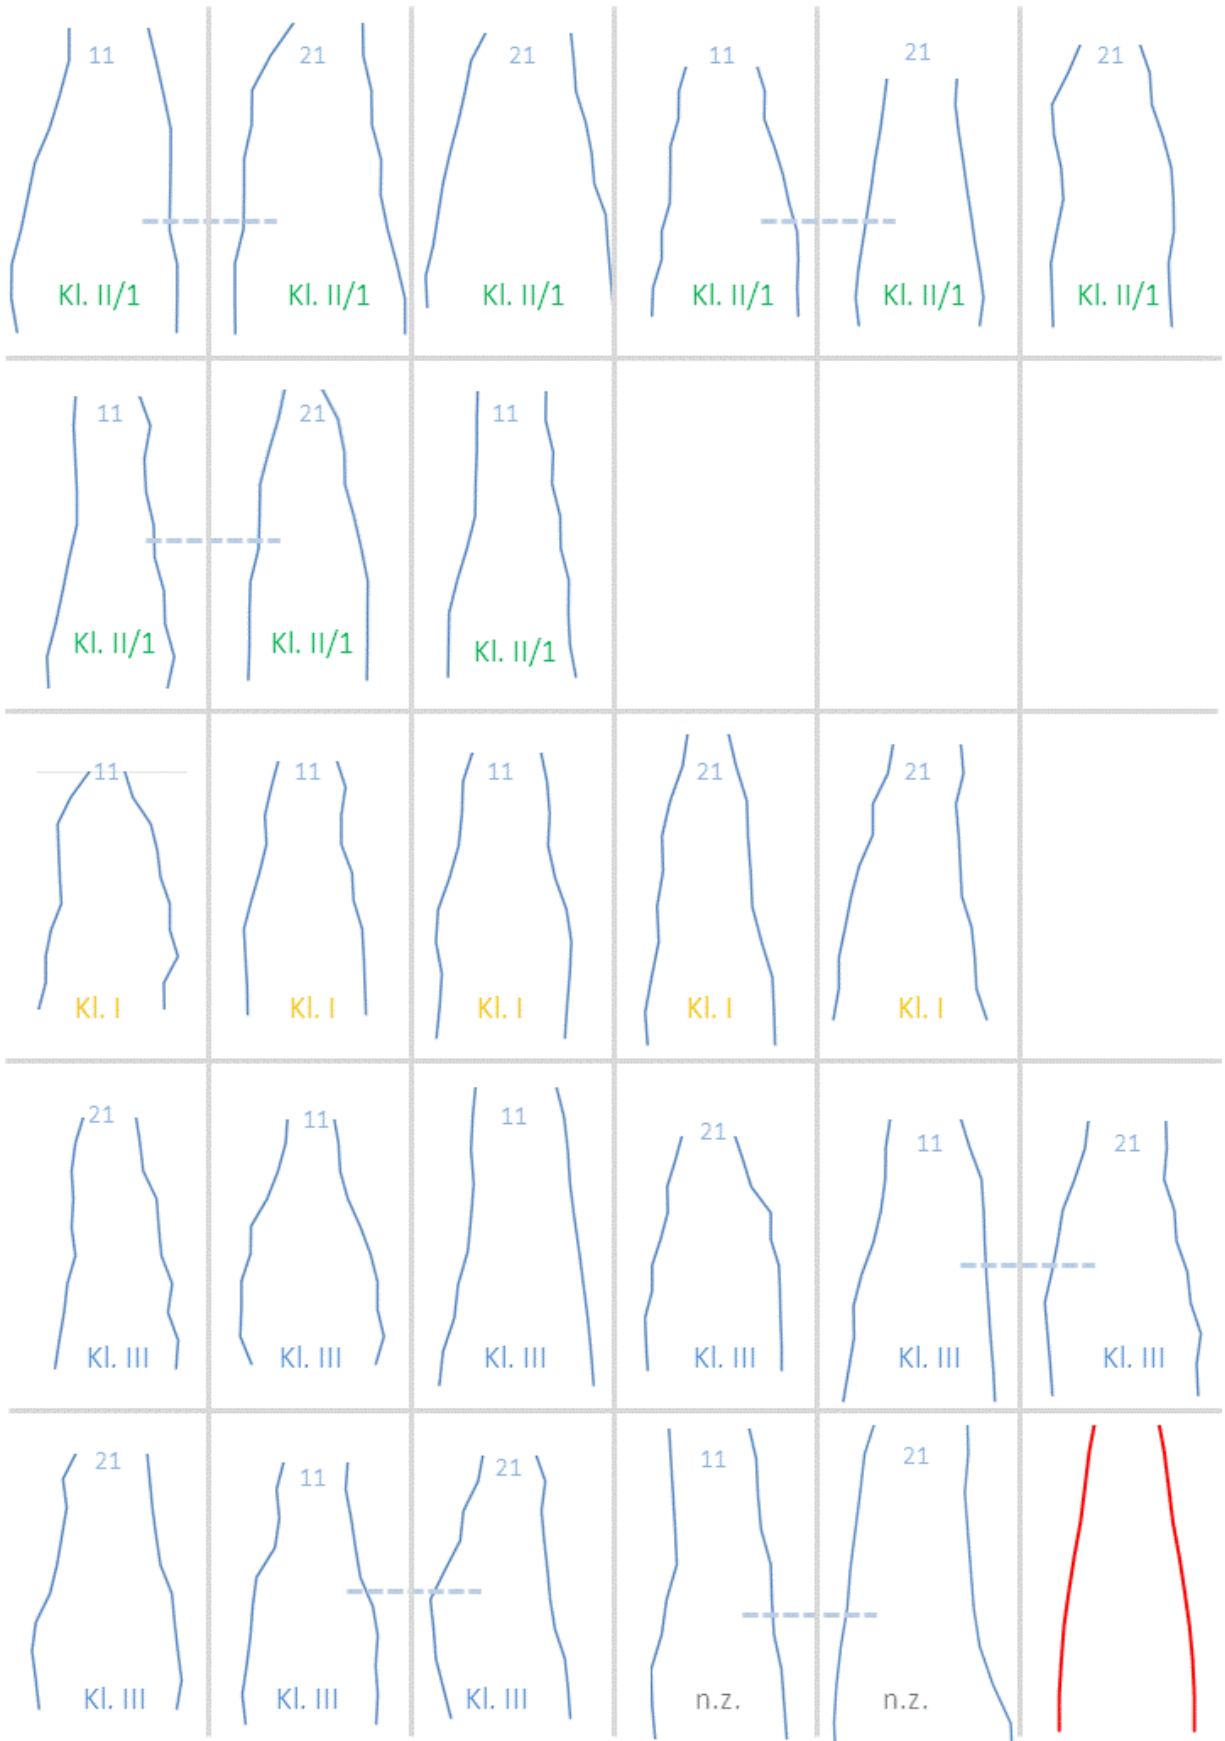 11 21 21 11 21 21
Kl. II/1 Kl. II/1 Kl. II/1 Kl. II/1 Kl. II/1 Kl. II/1
11 21 11
Kl. II/1 Kl. II/1 Kl. II/1
11 11 11 21 21
Kl. I Kl. I Kl. I Kl. I Kl. I
21 11 11 21 11 21
Kl. III Kl. III Kl. III Kl. III Kl. III Kl. III
21 11 21 11 21
Kl. III Kl. III Kl. III n.z. n.z.